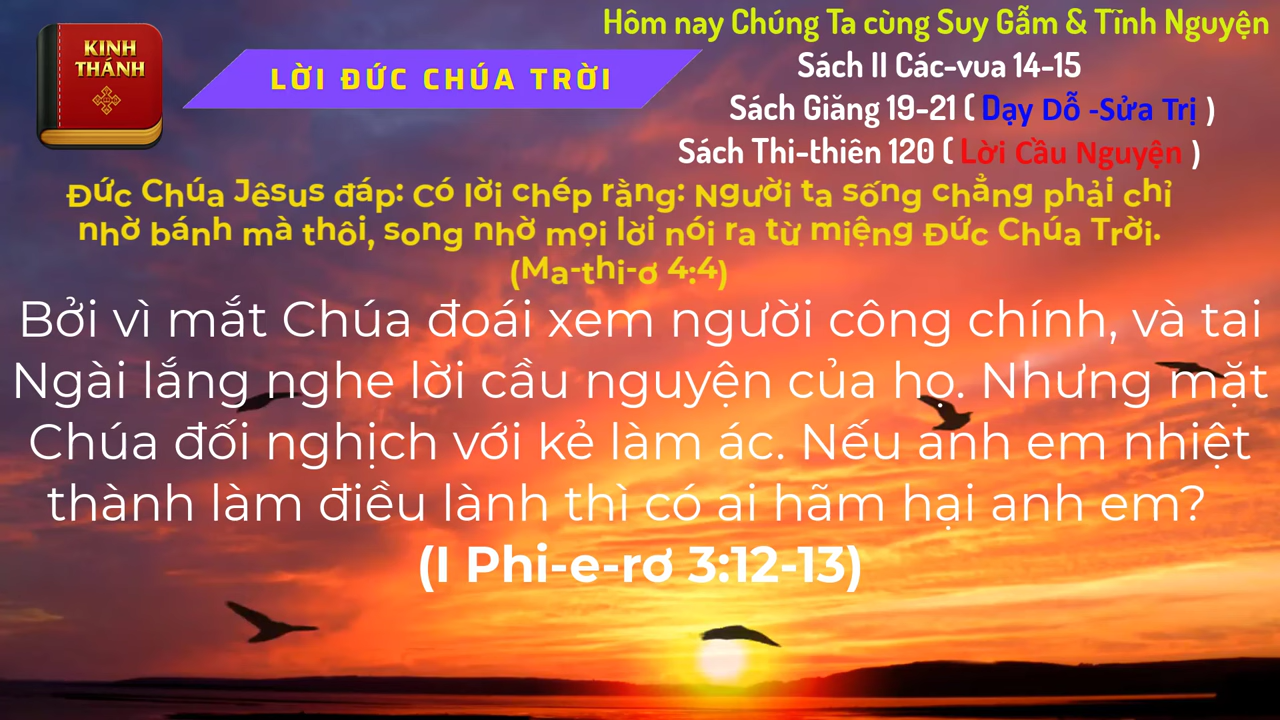 KINH
THÁNH
LỜI ĐỨC CHÚA TRỜI
Hôm nay Chúng Ta cùng Suy Gẫm & Tĩnh Nguyện
Sách II Các-vua 14-15
Sách Giăng 19-21 ( Dạy Dỗ -Sửa Trị )
Sách Thi-thiên 120 ( Lời Cầu Nguyện )
Đức Chúa Jêsus đáp: Có lời chép rằng: Người ta sống chẳng phải chỉ
nhờ bánh mà thôi, song nhờ mọi lời nói ra từ miệng Đức Chúa Trời.
(Ma-thi-ơ 4:4)
Bởi vì mắt Chúa đoái xem người công chính, và tai
Ngài lắng nghe lời cầu nguyện của họ. Nhưng mặt
Chúa đối nghịch với kẻ làm ác. Nếu anh em nhiệt
thành làm điều lành thì có ai hãm hại anh em?
(I Phi-e-rơ 3:12-13)